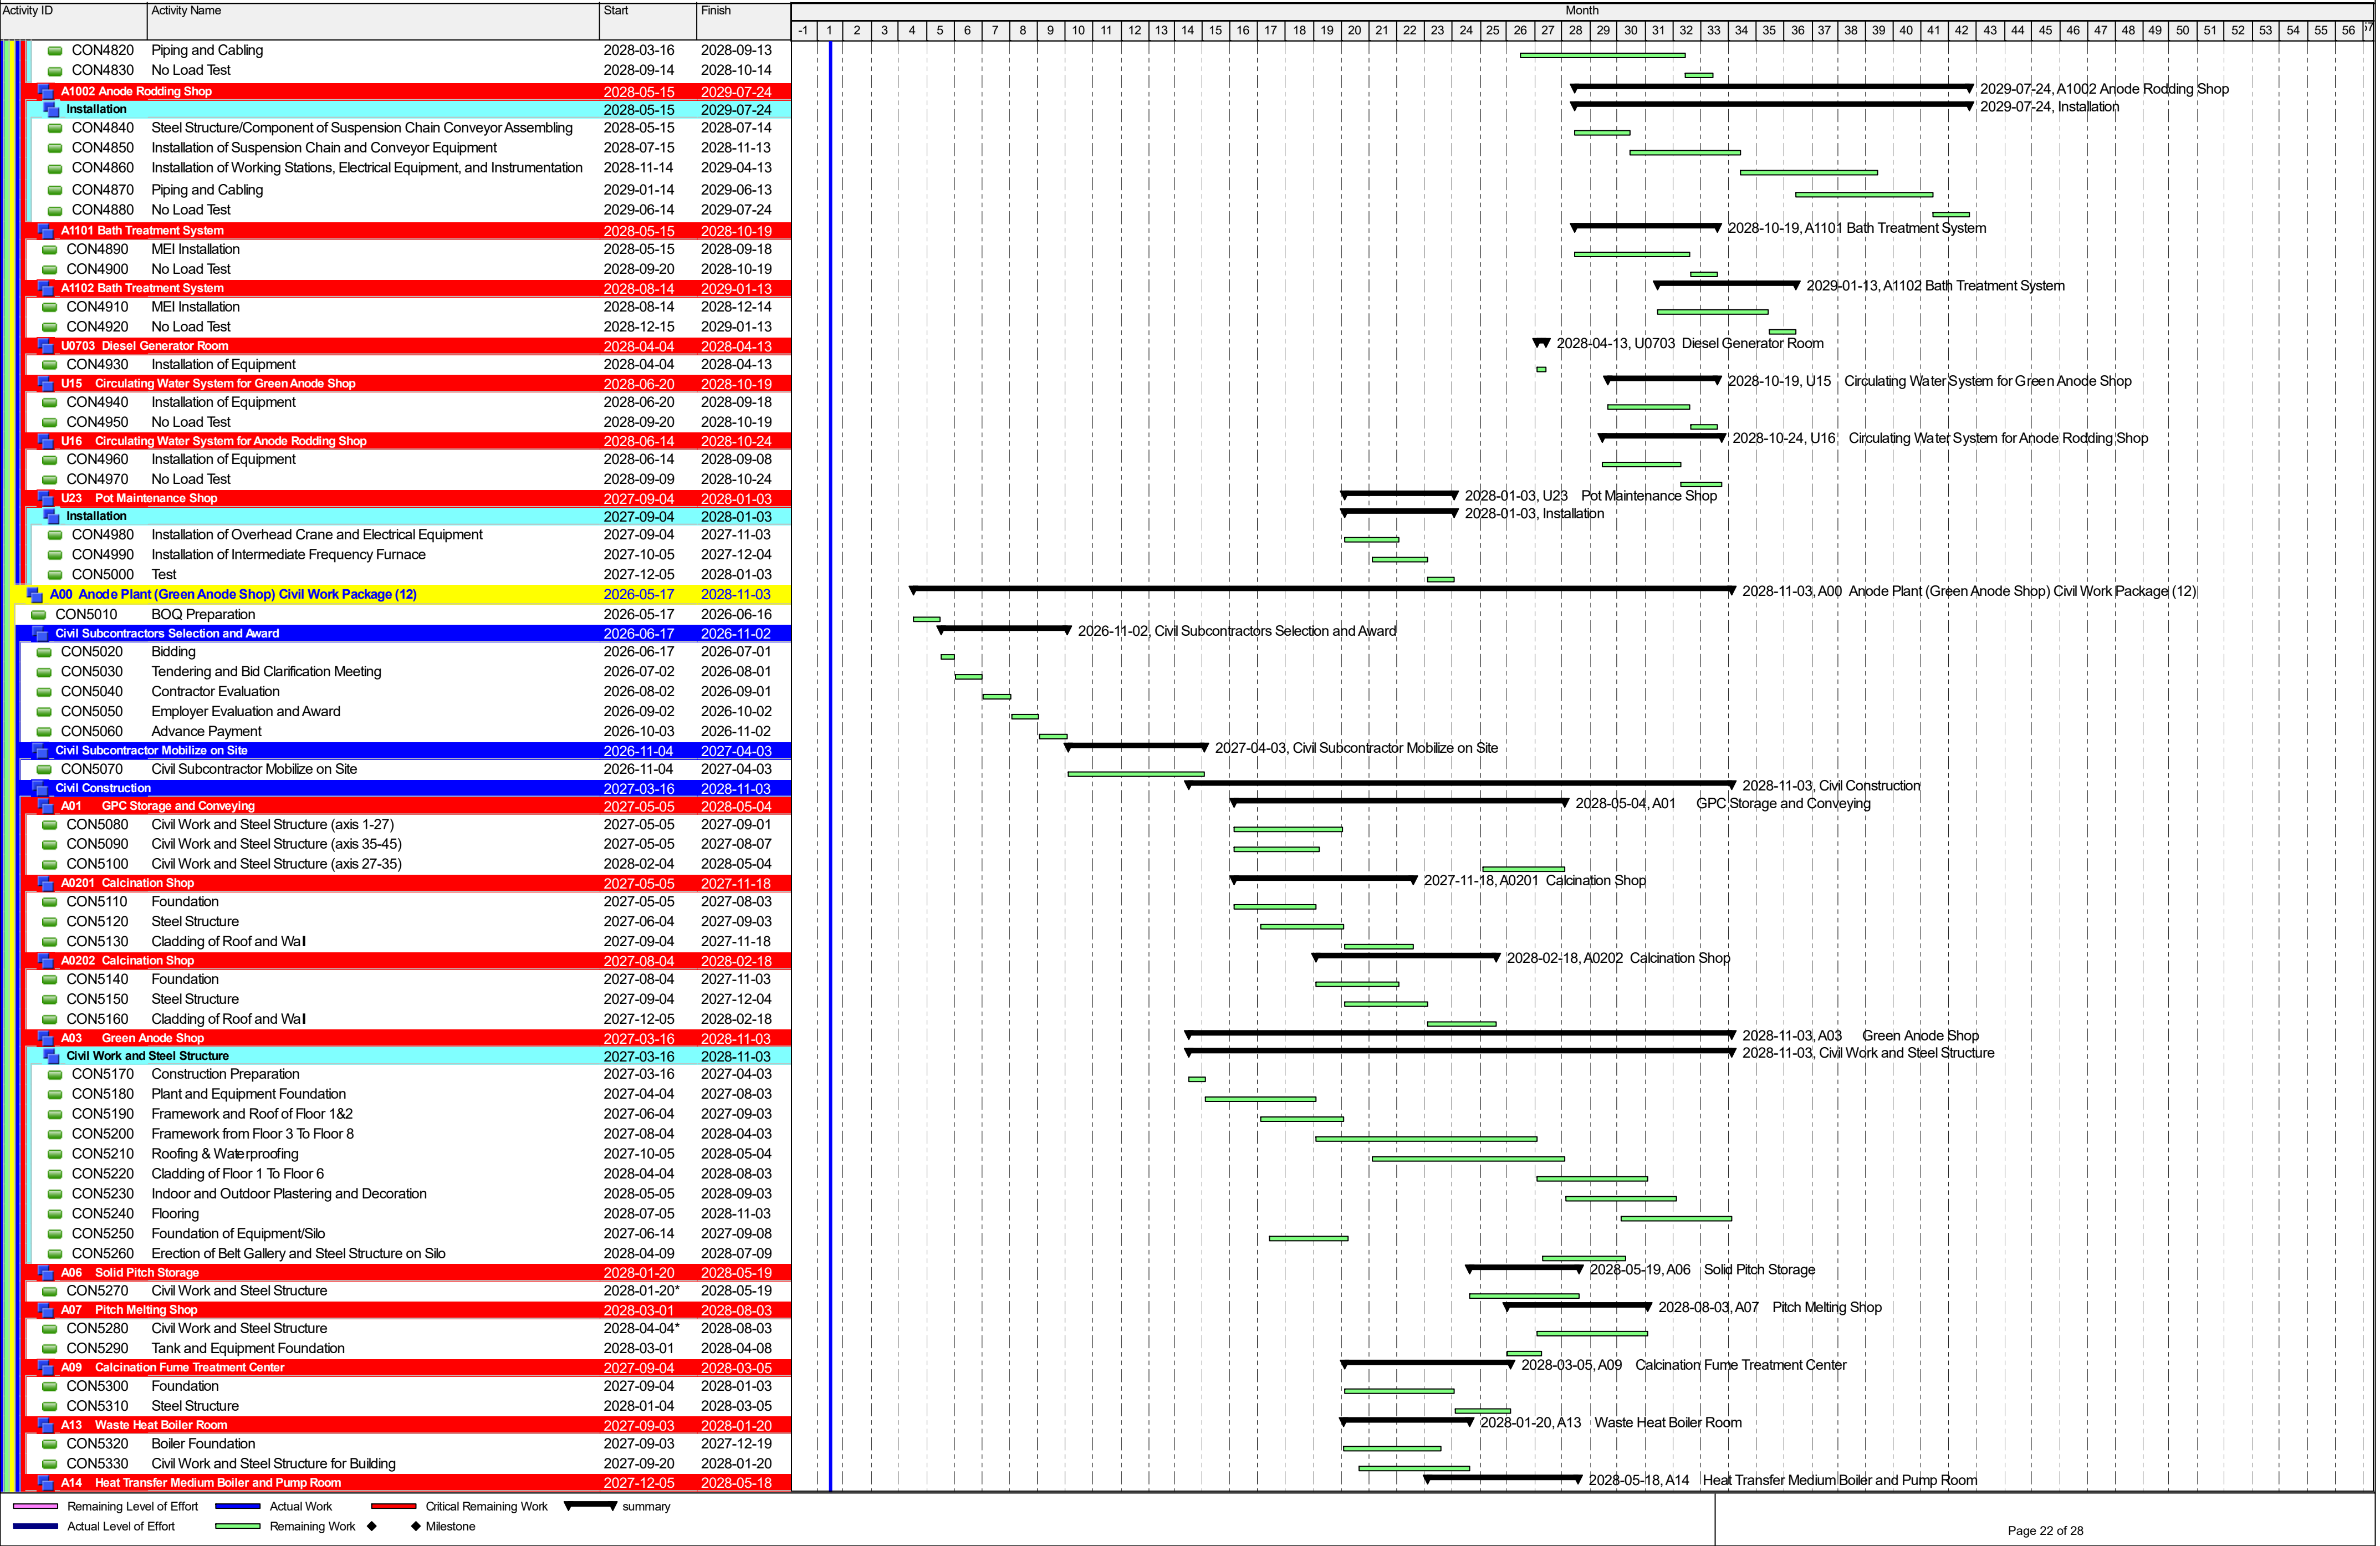 Activity ID Activity Name Start Finish Month
-1 1 2 3 4 5 6 7 8 9 10 11 12 13 14 15 16 17 18 19 20 21 22 23 24 25 26 27 28 29 30 31 32 33 34 35 36 37 38 39 40 41 42 43 44 45 46 47 48 49 50 51 52 53 54 55 56
CON4820 Piping and Cabling 2028-03-16 2028-09-13
CON4830 No Load Test 2028-09-14 2028-10-14
A1002 Anode Rodding Shop 2028-05-15 2029-07-24 2029-07-24, A1002 Anode Rodding Shop
Installation 2028-05-15 2029-07-24 2029-07-24, Installation
CON4840 Steel Structure/Component of Suspension Chain Conveyor Assembling 2028-05-15 2028-07-14
CON4850 Installation of Suspension Chain and Conveyor Equipment 2028-07-15 2028-11-13
CON4860 Installation of Working Stations, Electrical Equipment, and Instrumentation 2028-11-14 2029-04-13
CON4870 Piping and Cabling 2029-01-14 2029-06-13
CON4880 No Load Test 2029-06-14 2029-07-24
A1101 Bath Treatment System 2028-05-15 2028-10-19 2028-10-19, A1101 Bath Treatment System
CON4890 MEI Installation 2028-05-15 2028-09-18
CON4900 No Load Test 2028-09-20 2028-10-19
A1102 Bath Treatment System 2028-08-14 2029-01-13 2029-01-13, A1102 Bath Treatment System
CON4910 MEI Installation 2028-08-14 2028-12-14
CON4920 No Load Test 2028-12-15 2029-01-13
U0703 Diesel Generator Room 2028-04-04 2028-04-13 2028-04-13, U0703 Diesel Generator Room
CON4930 Installation of Equipment 2028-04-04 2028-04-13
U15 Circulating Water System for Green Anode Shop 2028-06-20 2028-10-19 2028-10-19, U15 Circulating Water System for Green Anode Shop
CON4940 Installation of Equipment 2028-06-20 2028-09-18
CON4950 No Load Test 2028-09-20 2028-10-19
U16 Circulating Water System for Anode Rodding Shop 2028-06-14 2028-10-24 2028-10-24, U16 Circulating Water System for Anode Rodding Shop
CON4960 Installation of Equipment 2028-06-14 2028-09-08
CON4970 No Load Test 2028-09-09 2028-10-24
U23 Pot Maintenance Shop 2027-09-04 2028-01-03 2028-01-03, U23 Pot Maintenance Shop
Installation 2027-09-04 2028-01-03 2028-01-03, Installation
CON4980 Installation of Overhead Crane and Electrical Equipment 2027-09-04 2027-11-03
CON4990 Installation of Intermediate Frequency Furnace 2027-10-05 2027-12-04
CON5000 Test 2027-12-05 2028-01-03
A00 Anode Plant (Green Anode Shop) Civil Work Package (12) 2026-05-17 2028-11-03 2028-11-03, A00 Anode Plant (Green Anode Shop) Civil Work Package (12)
CON5010 BOQ Preparation 2026-05-17 2026-06-16
Civil Subcontractors Selection and Award 2026-06-17 2026-11-02 2026-11-02, Civil Subcontractors Selection and Award
CON5020 Bidding 2026-06-17 2026-07-01
CON5030 Tendering and Bid Clarification Meeting 2026-07-02 2026-08-01
CON5040 Contractor Evaluation 2026-08-02 2026-09-01
CON5050 Employer Evaluation and Award 2026-09-02 2026-10-02
CON5060 Advance Payment 2026-10-03 2026-11-02
Civil Subcontractor Mobilize on Site 2026-11-04 2027-04-03 2027-04-03, Civil Subcontractor Mobilize on Site
CON5070 Civil Subcontractor Mobilize on Site 2026-11-04 2027-04-03
Civil Construction 2027-03-16 2028-11-03 2028-11-03, Civil Construction
A01 GPC Storage and Conveying 2027-05-05 2028-05-04 2028-05-04, A01 GPC Storage and Conveying
CON5080 Civil Work and Steel Structure (axis 1-27) 2027-05-05 2027-09-01
CON5090 Civil Work and Steel Structure (axis 35-45) 2027-05-05 2027-08-07
CON5100 Civil Work and Steel Structure (axis 27-35) 2028-02-04 2028-05-04
A0201 Calcination Shop 2027-05-05 2027-11-18 2027-11-18, A0201 Calcination Shop
CON5110 Foundation 2027-05-05 2027-08-03
CON5120 Steel Structure 2027-06-04 2027-09-03
CON5130 Cladding of Roof and Wall 2027-09-04 2027-11-18
A0202 Calcination Shop 2027-08-04 2028-02-18 2028-02-18, A0202 Calcination Shop
CON5140 Foundation 2027-08-04 2027-11-03
CON5150 Steel Structure 2027-09-04 2027-12-04
CON5160 Cladding of Roof and Wall 2027-12-05 2028-02-18
A03 Green Anode Shop 2027-03-16 2028-11-03 2028-11-03, A03 Green Anode Shop
Civil Work and Steel Structure 2027-03-16 2028-11-03 2028-11-03, Civil Work and Steel Structure
CON5170 Construction Preparation 2027-03-16 2027-04-03
CON5180 Plant and Equipment Foundation 2027-04-04 2027-08-03
CON5190 Framework and Roof of Floor 1&2 2027-06-04 2027-09-03
CON5200 Framework from Floor 3 To Floor 8 2027-08-04 2028-04-03
CON5210 Roofing & Waterproofing 2027-10-05 2028-05-04
CON5220 Cladding of Floor 1 To Floor 6 2028-04-04 2028-08-03
CON5230 Indoor and Outdoor Plastering and Decoration 2028-05-05 2028-09-03
CON5240 Flooring 2028-07-05 2028-11-03
CON5250 Foundation of Equipment/Silo 2027-06-14 2027-09-08
CON5260 Erection of Belt Gallery and Steel Structure on Silo 2028-04-09 2028-07-09
A06 Solid Pitch Storage 2028-01-20 2028-05-19 2028-05-19, A06 Solid Pitch Storage
CON5270 Civil Work and Steel Structure 2028-01-20* 2028-05-19
A07 Pitch Melting Shop 2028-03-01 2028-08-03 2028-08-03, A07 Pitch Melting Shop
CON5280 Civil Work and Steel Structure 2028-04-04* 2028-08-03
CON5290 Tank and Equipment Foundation 2028-03-01 2028-04-08
A09 Calcination Fume Treatment Center 2027-09-04 2028-03-05 2028-03-05, A09 Calcination Fume Treatment Center
CON5300 Foundation 2027-09-04 2028-01-03
CON5310 Steel Structure 2028-01-04 2028-03-05
A13 Waste Heat Boiler Room 2027-09-03 2028-01-20 2028-01-20, A13 Waste Heat Boiler Room
CON5320 Boiler Foundation 2027-09-03 2027-12-19
CON5330 Civil Work and Steel Structure for Building 2027-09-20 2028-01-20
A14 Heat Transfer Medium Boiler and Pump Room 2027-12-05 2028-05-18 2028-05-18, A14 Heat Transfer Medium Boiler and Pump Room
Remaining Level of Effort Actual Work Critical Remaining Work summary
Actual Level of Effort Remaining Work Milestone
Page 22 of 28